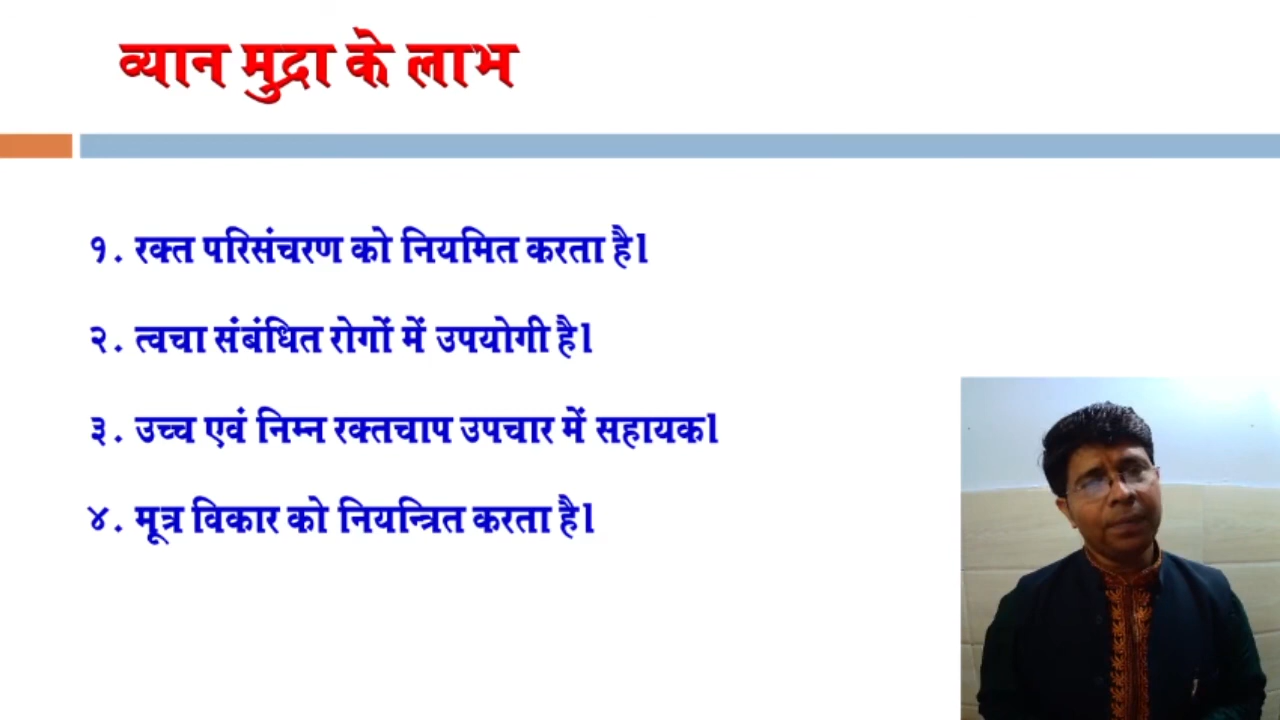 व्यान मुद्रा के लाभ
१. रक्त परिसंचरण को नियमित करता है।
२. त्वचा संबंधित रोगों में उपयोगी है।
३. उच्च एवं निम्न रक्तचाप उपचार में सहायक।
४. मूत्र विकार को नियन्त्रित करता है।